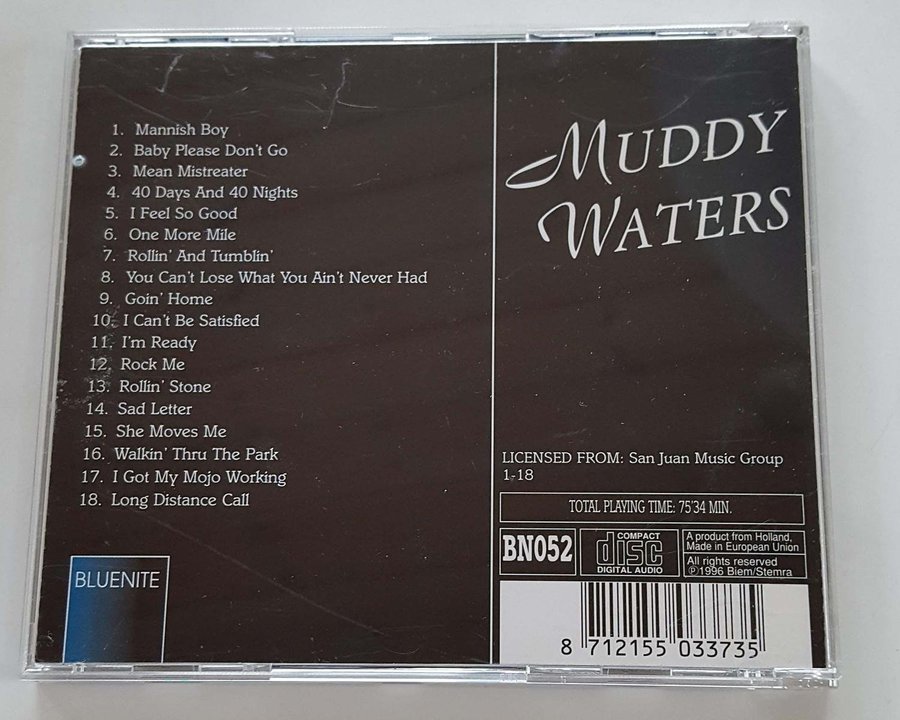 1. Mannish Boy
2. Baby Please Don't Go
3. Mean Mistreater
4. 40 Days And 40 Nights
5. I Feel So Good
6. One More Mile
7. Rollin' And Tumblin'
8. You Can't Lose What You Ain't Never Had
9. Goin' Home
10. I Can't Be Satisfied
11. I'm Ready
12. Rock Me
13. Rollin' Stone
14. Sad Letter
15. She Moves Me
16. Walkin' Thru The Park
17. I Got My Mojo Working
18. Long Distance Call
BLUENITE
MUDDY
WATERS
LICENSED FROM: San Juan Music Group
1-18
TOTAL PLAYING TIME: 75'34 MIN.
BN052
COMPACT
disc
DIGITAL AUDIO
A product from Holland,
Made in European Union
All rights reserved
℗1996 Biem/Stemra
8 712155 033735